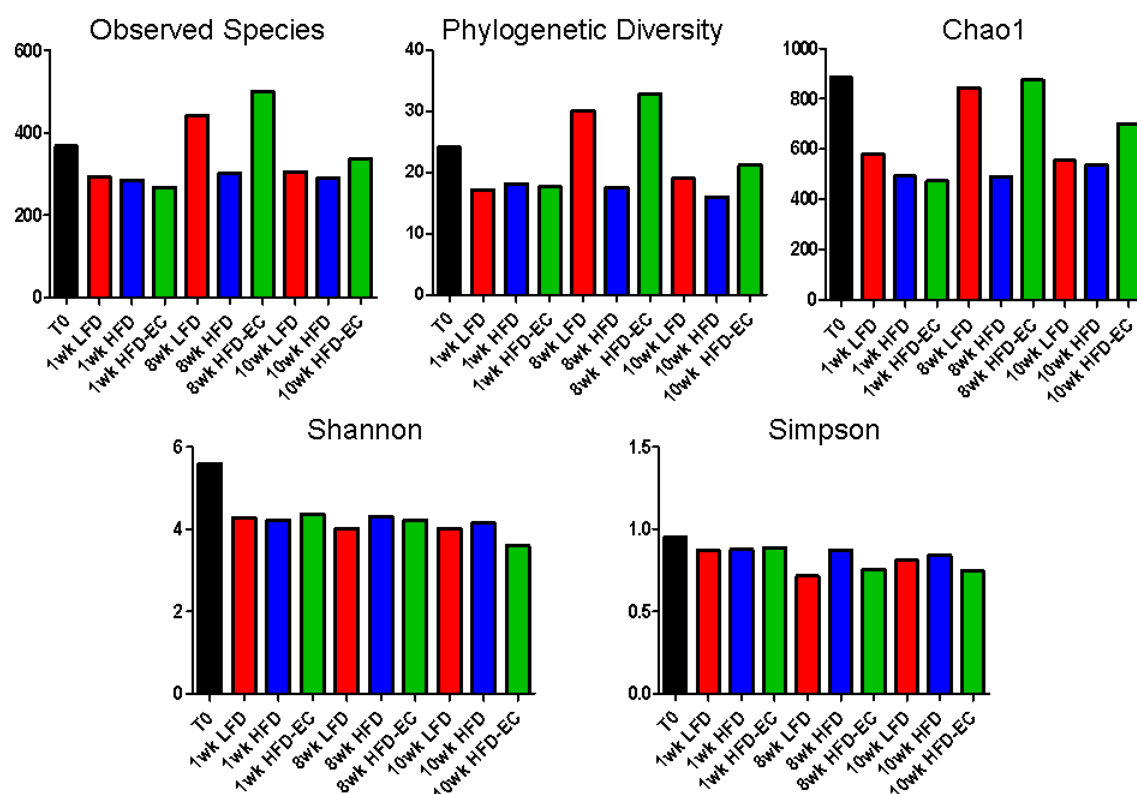 Observed Species
600
400
200
0
T0
1wk LFD
1wk HFD
1wk HFD-EC
8wk LFD
8wk HFD
8wk HFD-EC
10wk LFD
10wk HFD
10wk HFD-EC
Phylogenetic Diversity
40
30
20
10
0
T0
1wk LFD
1wk HFD
1wk HFD-EC
8wk LFD
8wk HFD
8wk HFD-EC
10wk LFD
10wk HFD
10wk HFD-EC
Chao1
1000
800
600
400
200
0
T0
1wk LFD
1wk HFD
1wk HFD-EC
8wk LFD
8wk HFD
8wk HFD-EC
10wk LFD
10wk HFD
10wk HFD-EC
Shannon
6
4
2
0
T0
1wk LFD
1wk HFD
1wk HFD-EC
8wk LFD
8wk HFD
8wk HFD-EC
10wk LFD
10wk HFD
10wk HFD-EC
Simpson
1.5
1.0
0.5
0.0
T0
1wk LFD
1wk HFD
1wk HFD-EC
8wk LFD
8wk HFD
8wk HFD-EC
10wk LFD
10wk HFD
10wk HFD-EC